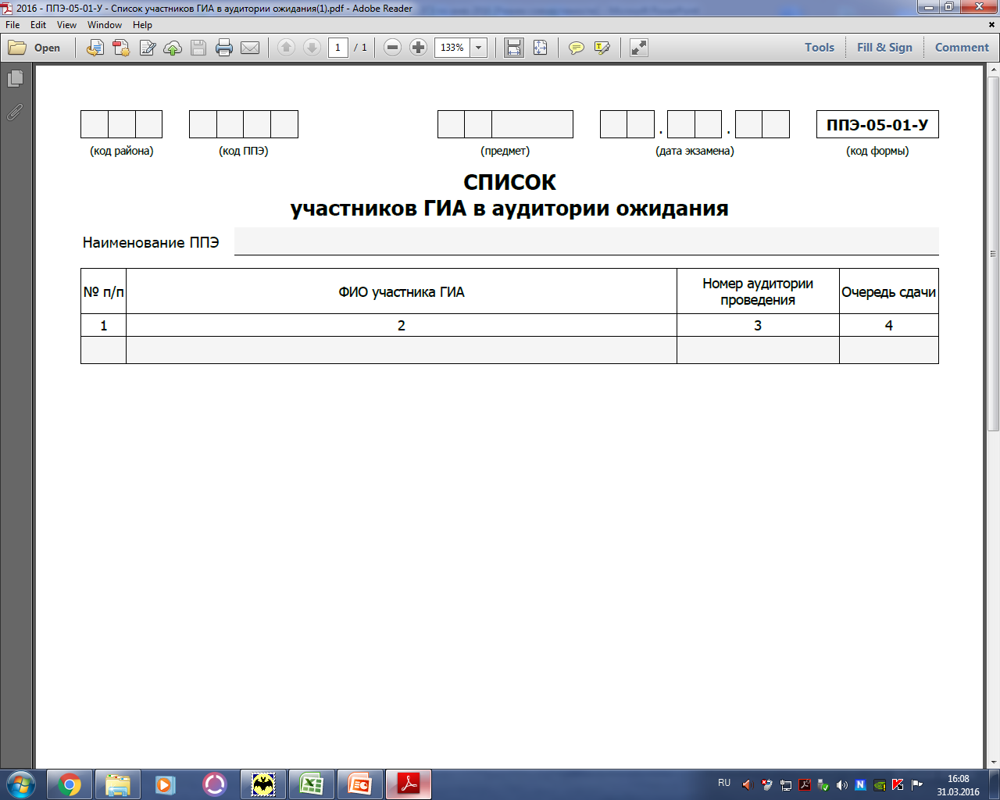 2016 - ППЭ-05-01-У - Список участников ГИА в аудитории ожидания(1).pdf - Adobe Reader
File Edit View Window Help
Open 1 / 1 133% Tools Fill & Sign Comment
. . ППЭ-05-01-У
(код района) (код ППЭ) (предмет) (дата экзамена) (код формы)
СПИСОК
участников ГИА в аудитории ожидания
Наименование ППЭ
№ п/п ФИО участника ГИА Номер аудитории проведения Очередь сдачи
1 2 3 4
RU 16:08
31.03.2016